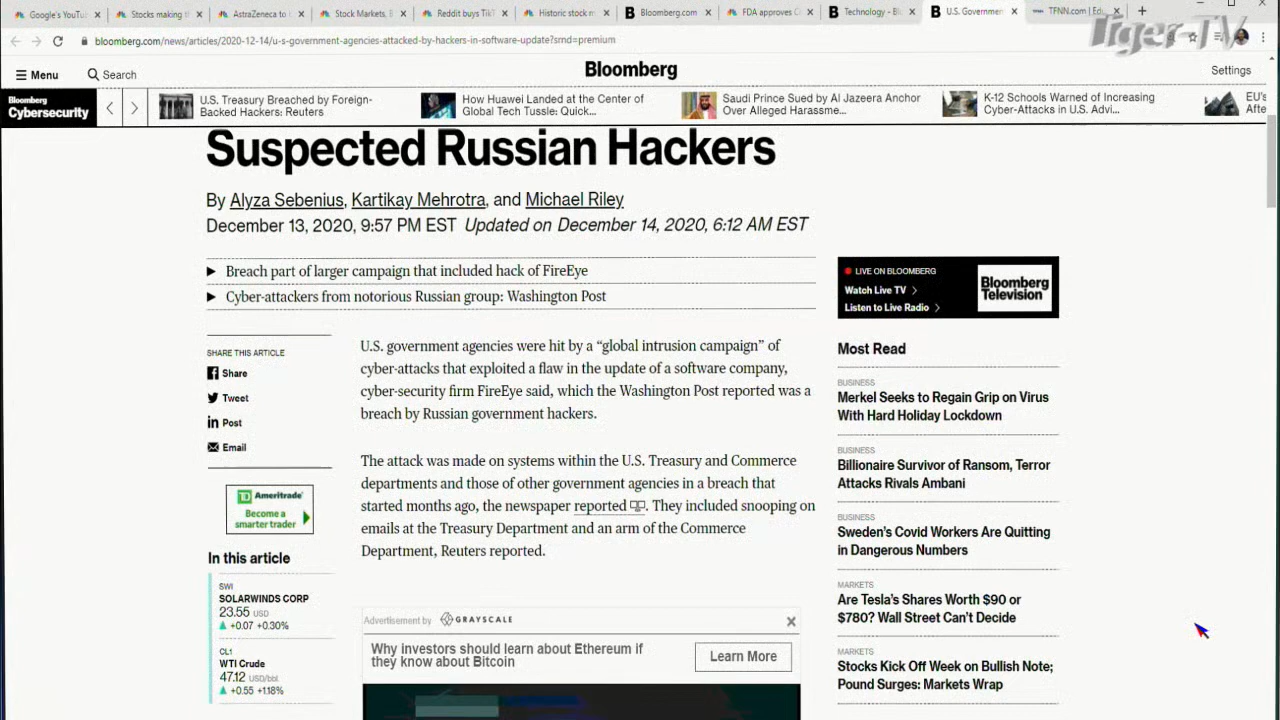 Google's YouTu
Stocks making t
AstraZeneca to
Stock Markets, B
Reddit buys TikT
Historic stock m
Bloomberg.com
FDA approves C
Technology - Bl
U.S. Governmen
TFNN.com | Edu
Tiger-TV
bloomberg.com/news/articles/2020-12-14/u-s-government-agencies-attacked-by-hackers-in-software-update?srnd=premium
Menu
Search
Bloomberg
Settings
Bloomberg
Cybersecurity
U.S. Treasury Breached by Foreign-
Backed Hackers: Reuters
How Huawei Landed at the Center of
Global Tech Tussle: Quick...
Saudi Prince Sued by Al Jazeera Anchor
Over Alleged Harassme...
K-12 Schools Warned of Increasing
Cyber-Attacks in U.S. Advi...
EU's
Afte
Suspected Russian Hackers
By Alyza Sebenius, Kartikay Mehrotra, and Michael Riley
December 13, 2020, 9:57 PM EST Updated on December 14, 2020, 6:12 AM EST
Breach part of larger campaign that included hack of FireEye
Cyber-attackers from notorious Russian group: Washington Post
SHARE THIS ARTICLE
Share
Tweet
Post
Email
TD Ameritrade
Become a
smarter trader
In this article
SWI
SOLARWINDS CORP
23.55 USD
+0.07 +0.30%
CL1
WTI Crude
47.12 USD/bbl.
+0.55 +1.18%
U.S. government agencies were hit by a “global intrusion campaign” of
cyber-attacks that exploited a flaw in the update of a software company,
cyber-security firm FireEye said, which the Washington Post reported was a
breach by Russian government hackers.
The attack was made on systems within the U.S. Treasury and Commerce
departments and those of other government agencies in a breach that
started months ago, the newspaper reported. They included snooping on
emails at the Treasury Department and an arm of the Commerce
Department, Reuters reported.
Advertisement by GRAYSCALE
Why investors should learn about Ethereum if
they know about Bitcoin
Learn More
LIVE ON BLOOMBERG
Watch Live TV
Listen to Live Radio
Bloomberg
Television
Most Read
BUSINESS
Merkel Seeks to Regain Grip on Virus
With Hard Holiday Lockdown
BUSINESS
Billionaire Survivor of Ransom, Terror
Attacks Rivals Ambani
BUSINESS
Sweden's Covid Workers Are Quitting
in Dangerous Numbers
MARKETS
Are Tesla's Shares Worth $90 or
$780? Wall Street Can't Decide
MARKETS
Stocks Kick Off Week on Bullish Note;
Pound Surges: Markets Wrap